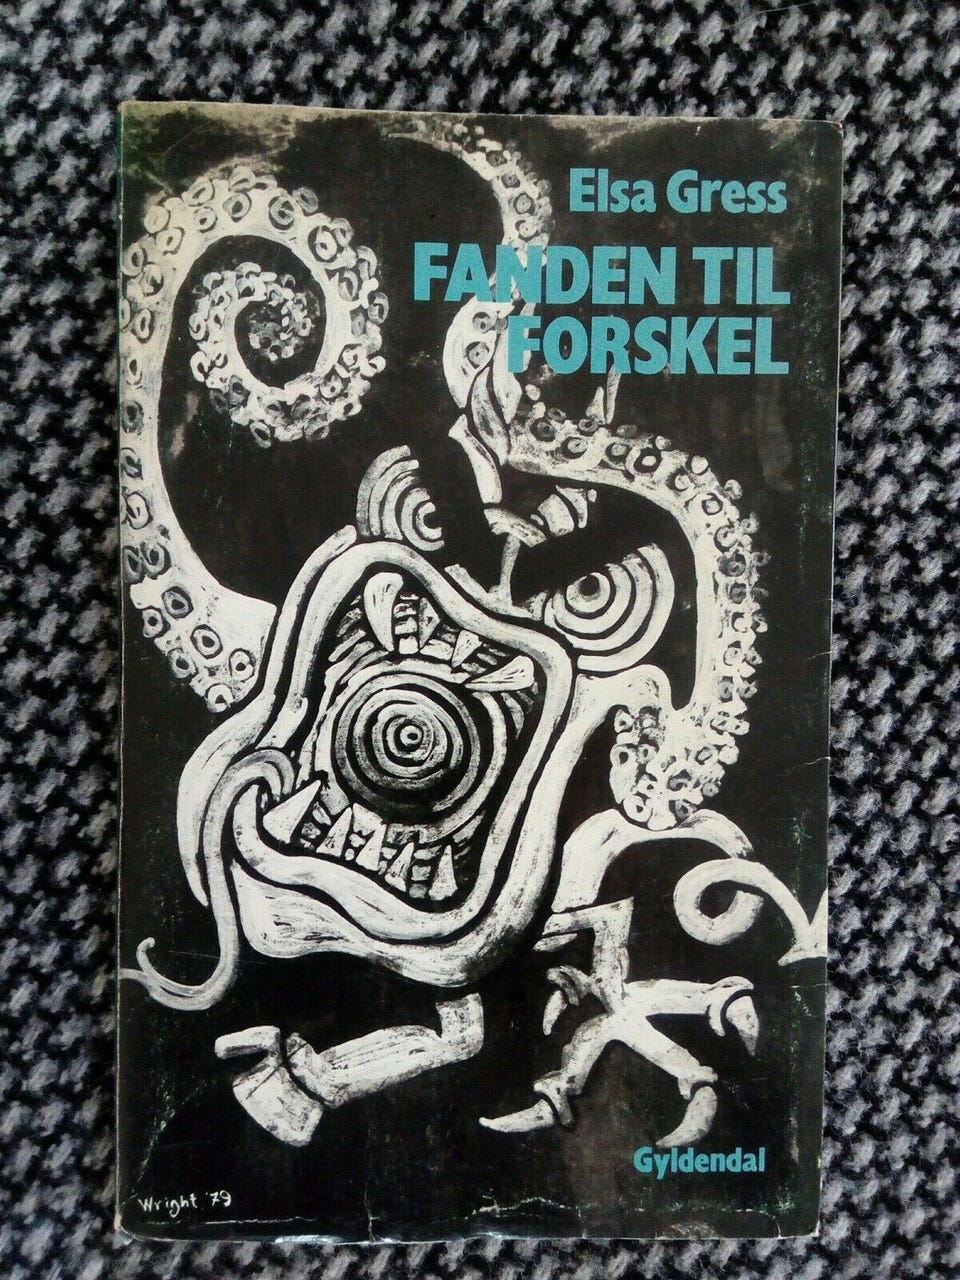 Elsa Gress
FANDEN TIL
FORSKEL
Gyldendal
Wright '79